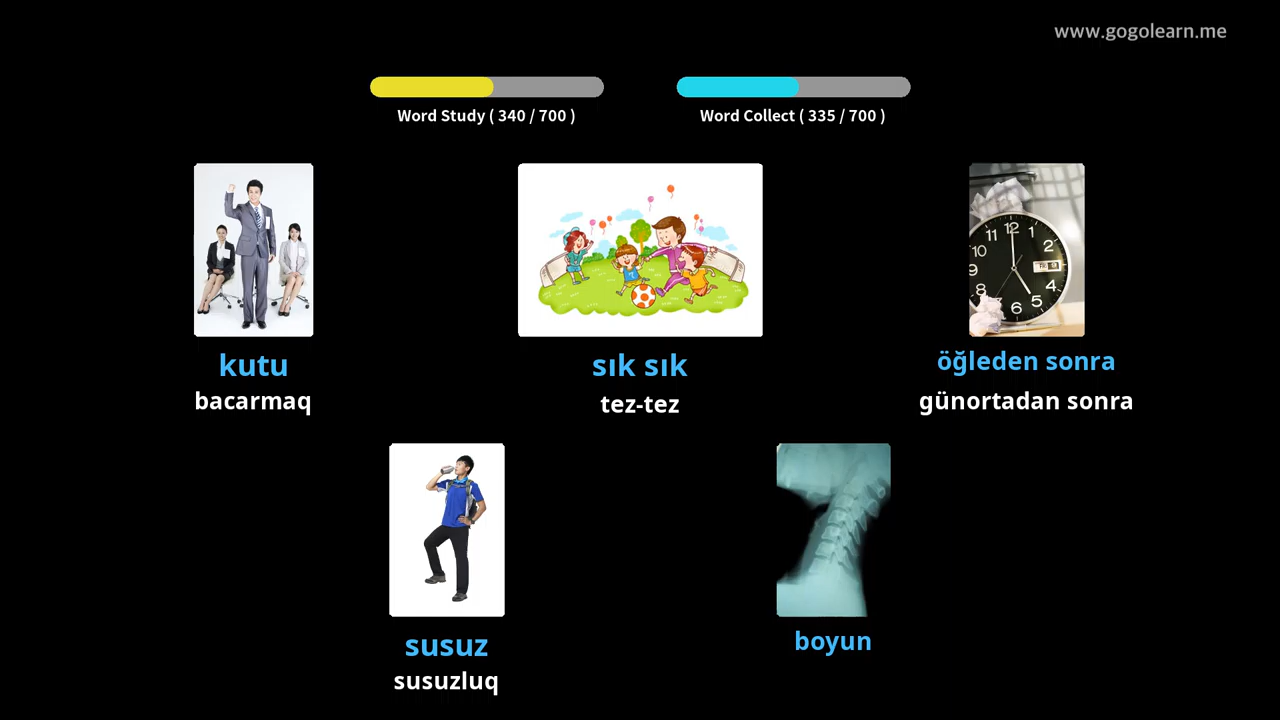 www.gogolearn.me
Word Study ( 340 / 700 )
Word Collect ( 335 / 700 )
kutu
bacarmaq
sık sık
tez-tez
öğleden sonra
günortadan sonra
susuz
susuzluq
boyun